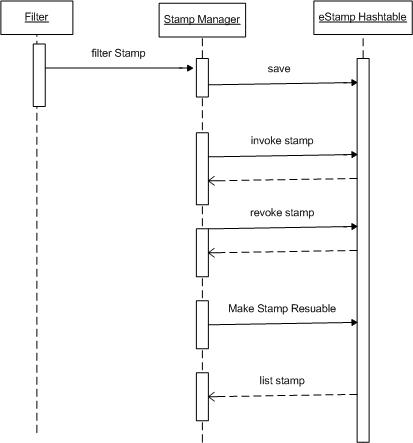 Filter
Stamp Manager
eStamp Hashtable
filter Stamp
save
invoke stamp
revoke stamp
Make Stamp Resuable
list stamp